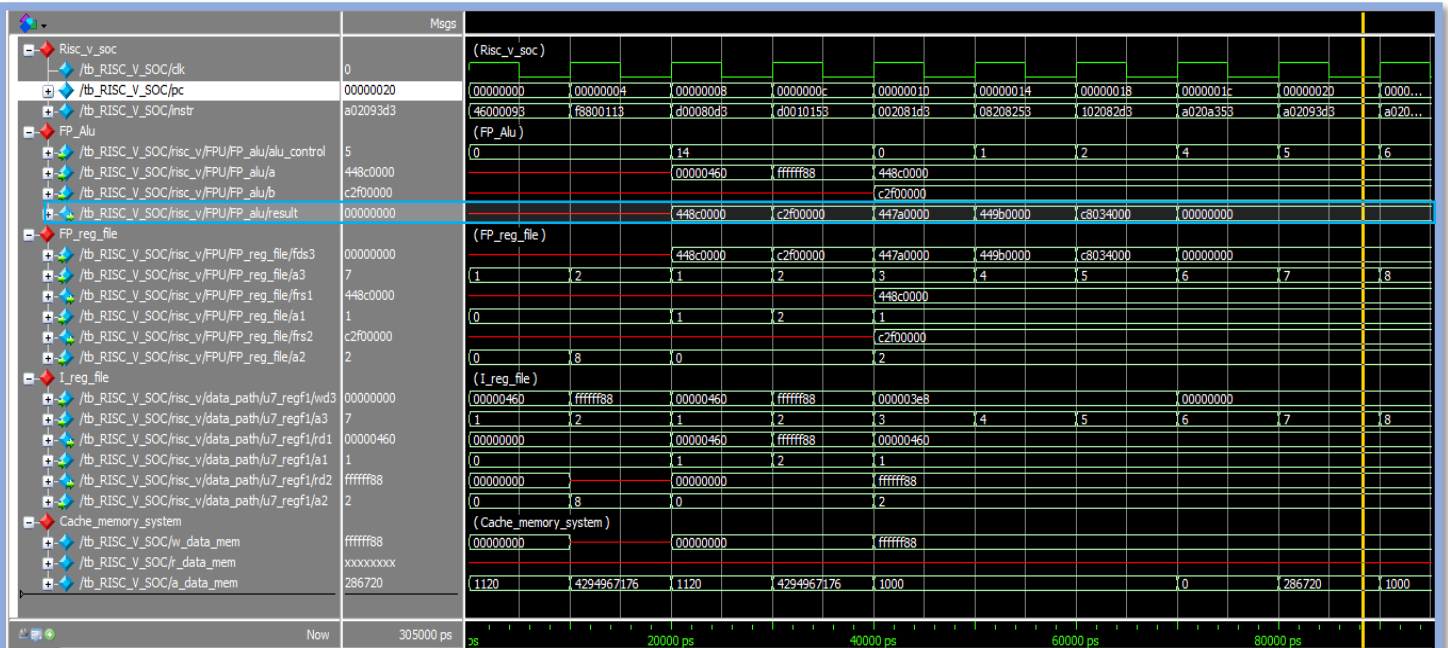 Msgs
Risc_v_soc (Risc_v_soc)
/tb_RISC_V_SOC/clk 0
/tb_RISC_V_SOC/pc 00000020 00000000 00000004 00000008 0000000c 00000010 00000014 00000018 0000001c 00000020 0000...
/tb_RISC_V_SOC/instr a02093d3 46000093 f8800113 d00080d3 d0010153 002081d3 08208253 102082d3 a020a353 a02093d3 a020...
FP_Alu (FP_Alu)
/tb_RISC_V_SOC/risc_v/FPU/FP_alu/alu_control 5 0 14 0 1 2 4 5 6
/tb_RISC_V_SOC/risc_v/FPU/FP_alu/a 448c0000 00000460 ffffff88 448c0000
/tb_RISC_V_SOC/risc_v/FPU/FP_alu/b c2f00000 c2f00000
/tb_RISC_V_SOC/risc_v/FPU/FP_alu/result 00000000 448c0000 c2f00000 447a0000 449b0000 c8034000 00000000
FP_reg_file (FP_reg_file)
/tb_RISC_V_SOC/risc_v/FPU/FP_reg_file/fds3 00000000 448c0000 c2f00000 447a0000 449b0000 c8034000 00000000
/tb_RISC_V_SOC/risc_v/FPU/FP_reg_file/a3 7 1 2 1 2 3 4 5 6 7 8
/tb_RISC_V_SOC/risc_v/FPU/FP_reg_file/frs1 448c0000 448c0000
/tb_RISC_V_SOC/risc_v/FPU/FP_reg_file/a1 1 0 1 2 1
/tb_RISC_V_SOC/risc_v/FPU/FP_reg_file/frs2 c2f00000 c2f00000
/tb_RISC_V_SOC/risc_v/FPU/FP_reg_file/a2 2 0 8 0 2
I_reg_file (I_reg_file)
/tb_RISC_V_SOC/risc_v/data_path/u7_regf1/wd3 00000000 00000460 ffffff88 00000460 ffffff88 000003e8 00000000
/tb_RISC_V_SOC/risc_v/data_path/u7_regf1/a3 7 1 2 1 2 3 4 5 6 7 8
/tb_RISC_V_SOC/risc_v/data_path/u7_regf1/rd1 00000460 00000000 00000460 ffffff88 00000460
/tb_RISC_V_SOC/risc_v/data_path/u7_regf1/a1 1 0 1 2 1
/tb_RISC_V_SOC/risc_v/data_path/u7_regf1/rd2 ffffff88 00000000 00000000 ffffff88
/tb_RISC_V_SOC/risc_v/data_path/u7_regf1/a2 2 0 8 0 2
Cache_memory_system (Cache_memory_system)
/tb_RISC_V_SOC/w_data_mem ffffff88 00000000 00000000 ffffff88
/tb_RISC_V_SOC/r_data_mem xxxxxxxx
/tb_RISC_V_SOC/a_data_mem 286720 1120 4294967176 1120 4294967176 1000 0 286720 1000
Now 305000 ps ps 20000 ps 40000 ps 60000 ps 80000 ps